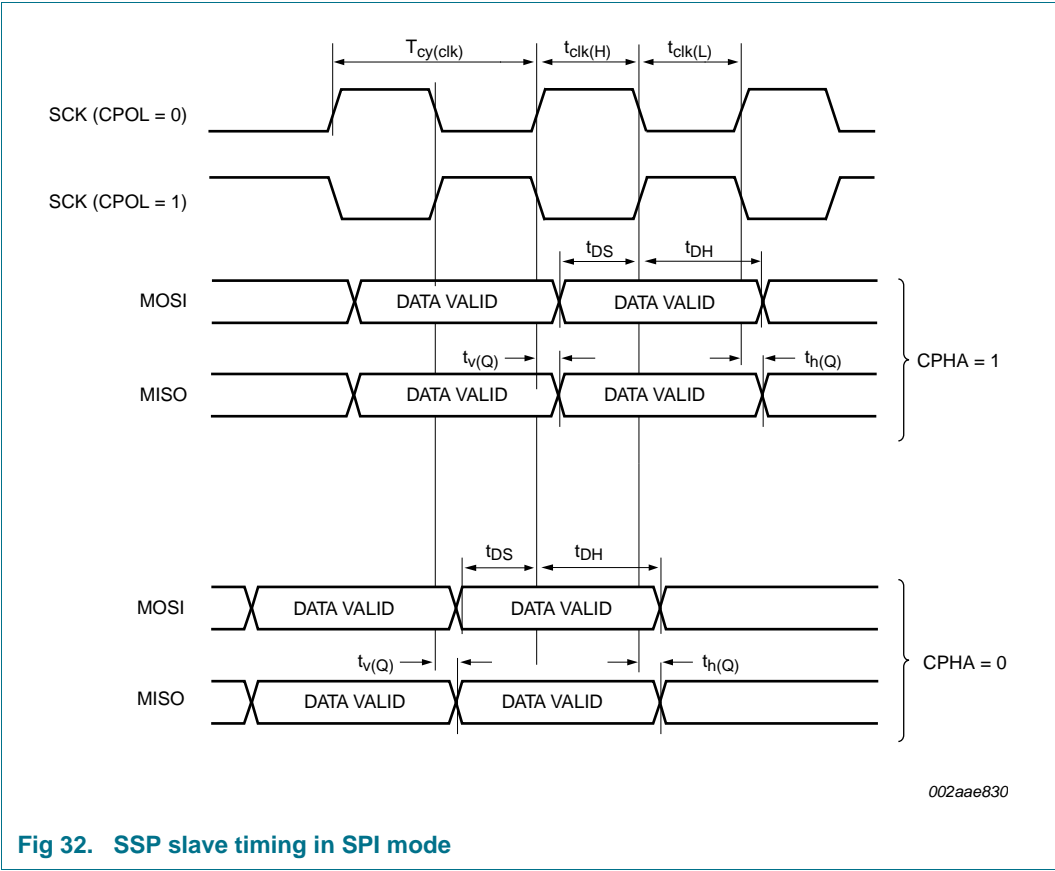 Tcy(clk) tclk(H) tclk(L)
SCK (CPOL = 0)
SCK (CPOL = 1)
tDS tDH
MOSI DATA VALID DATA VALID
tv(Q) th(Q)
CPHA = 1
MISO DATA VALID DATA VALID
tDS tDH
MOSI DATA VALID DATA VALID
tv(Q) th(Q)
CPHA = 0
MISO DATA VALID DATA VALID
002aae830
Fig 32. SSP slave timing in SPI mode